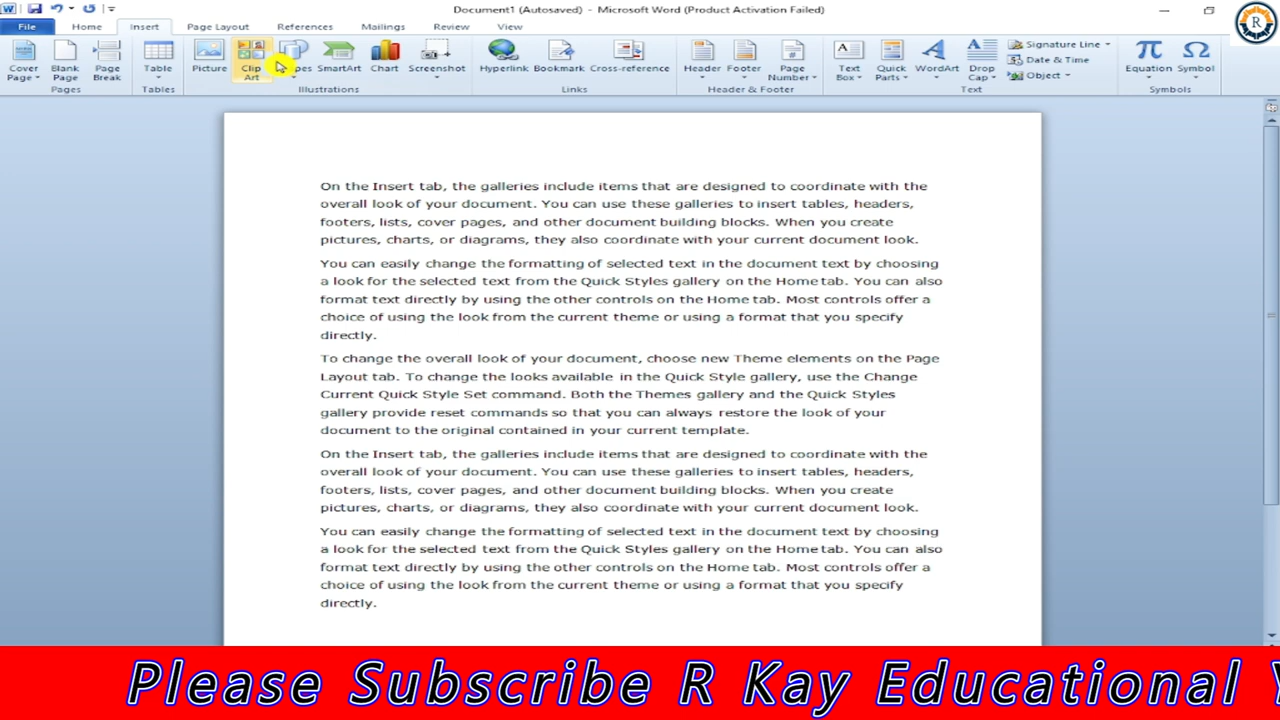 Document1 (Autosaved) - Microsoft Word (Product Activation Failed)
File Home Insert Page Layout References Mailings Review View
Cover Page Blank Page Page Break Table Picture Clip Art SmartArt Chart Screenshot Hyperlink Bookmark Cross-reference Header Footer Page Number Text Box Quick Parts WordArt Drop Cap Signature Line Date & Time Object Equation Symbol
Pages Tables Illustrations Links Header & Footer Text Symbols
R
On the Insert tab, the galleries include items that are designed to coordinate with the
overall look of your document. You can use these galleries to insert tables, headers,
footers, lists, cover pages, and other document building blocks. When you create
pictures, charts, or diagrams, they also coordinate with your current document look.
You can easily change the formatting of selected text in the document text by choosing
a look for the selected text from the Quick Styles gallery on the Home tab. You can also
format text directly by using the other controls on the Home tab. Most controls offer a
choice of using the look from the current theme or using a format that you specify
directly.
To change the overall look of your document, choose new Theme elements on the Page
Layout tab. To change the looks available in the Quick Style gallery, use the Change
Current Quick Style Set command. Both the Themes gallery and the Quick Styles
gallery provide reset commands so that you can always restore the look of your
document to the original contained in your current template.
On the Insert tab, the galleries include items that are designed to coordinate with the
overall look of your document. You can use these galleries to insert tables, headers,
footers, lists, cover pages, and other document building blocks. When you create
pictures, charts, or diagrams, they also coordinate with your current document look.
You can easily change the formatting of selected text in the document text by choosing
a look for the selected text from the Quick Styles gallery on the Home tab. You can also
format text directly by using the other controls on the Home tab. Most controls offer a
choice of using the look from the current theme or using a format that you specify
directly.
Please Subscribe R Kay Educational